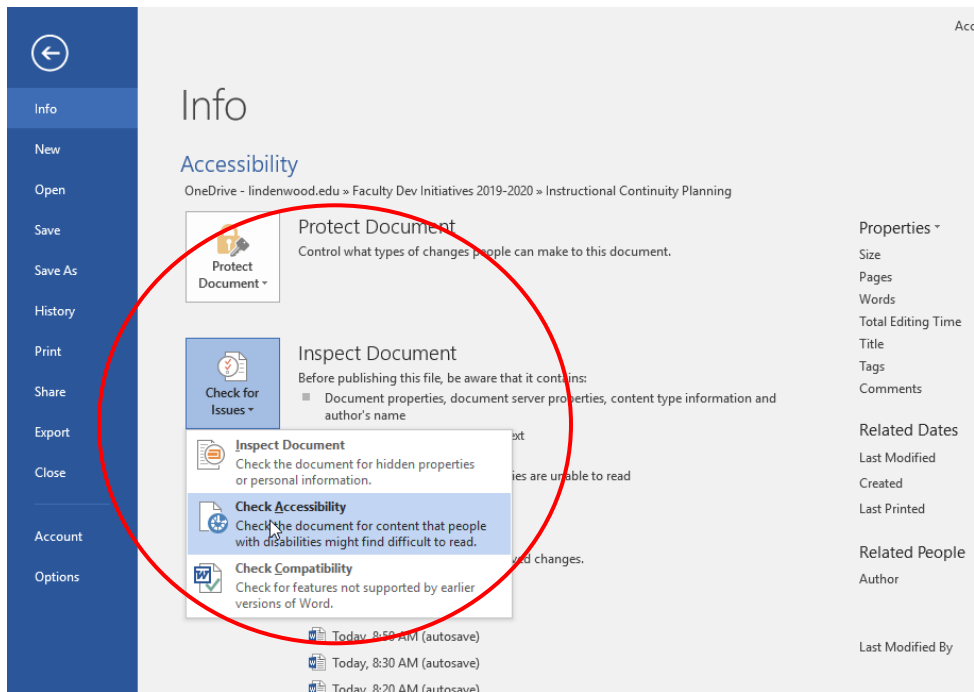 Acc
Info
New
Open
Save
Save As
History
Print
Share
Export
Close
Account
Options
Info
Accessibility
OneDrive - lindenwood.edu » Faculty Dev Initiatives 2019-2020 » Instructional Continuity Planning
Protect
Document
Protect Document
Control what types of changes people can make to this document.
Check for
Issues
Inspect Document
Before publishing this file, be aware that it contains:
Document properties, document server properties, content type information and
author's name
ext
ies are unable to read
ved changes.
Inspect Document
Check the document for hidden properties
or personal information.
Check Accessibility
Check the document for content that people
with disabilities might find difficult to read.
Check Compatibility
Check for features not supported by earlier
versions of Word.
Today, 8:50 AM (autosave)
Today, 8:30 AM (autosave)
Today, 8:20 AM (autosave)
Properties
Size
Pages
Words
Total Editing Time
Title
Tags
Comments
Related Dates
Last Modified
Created
Last Printed
Related People
Author
Last Modified By